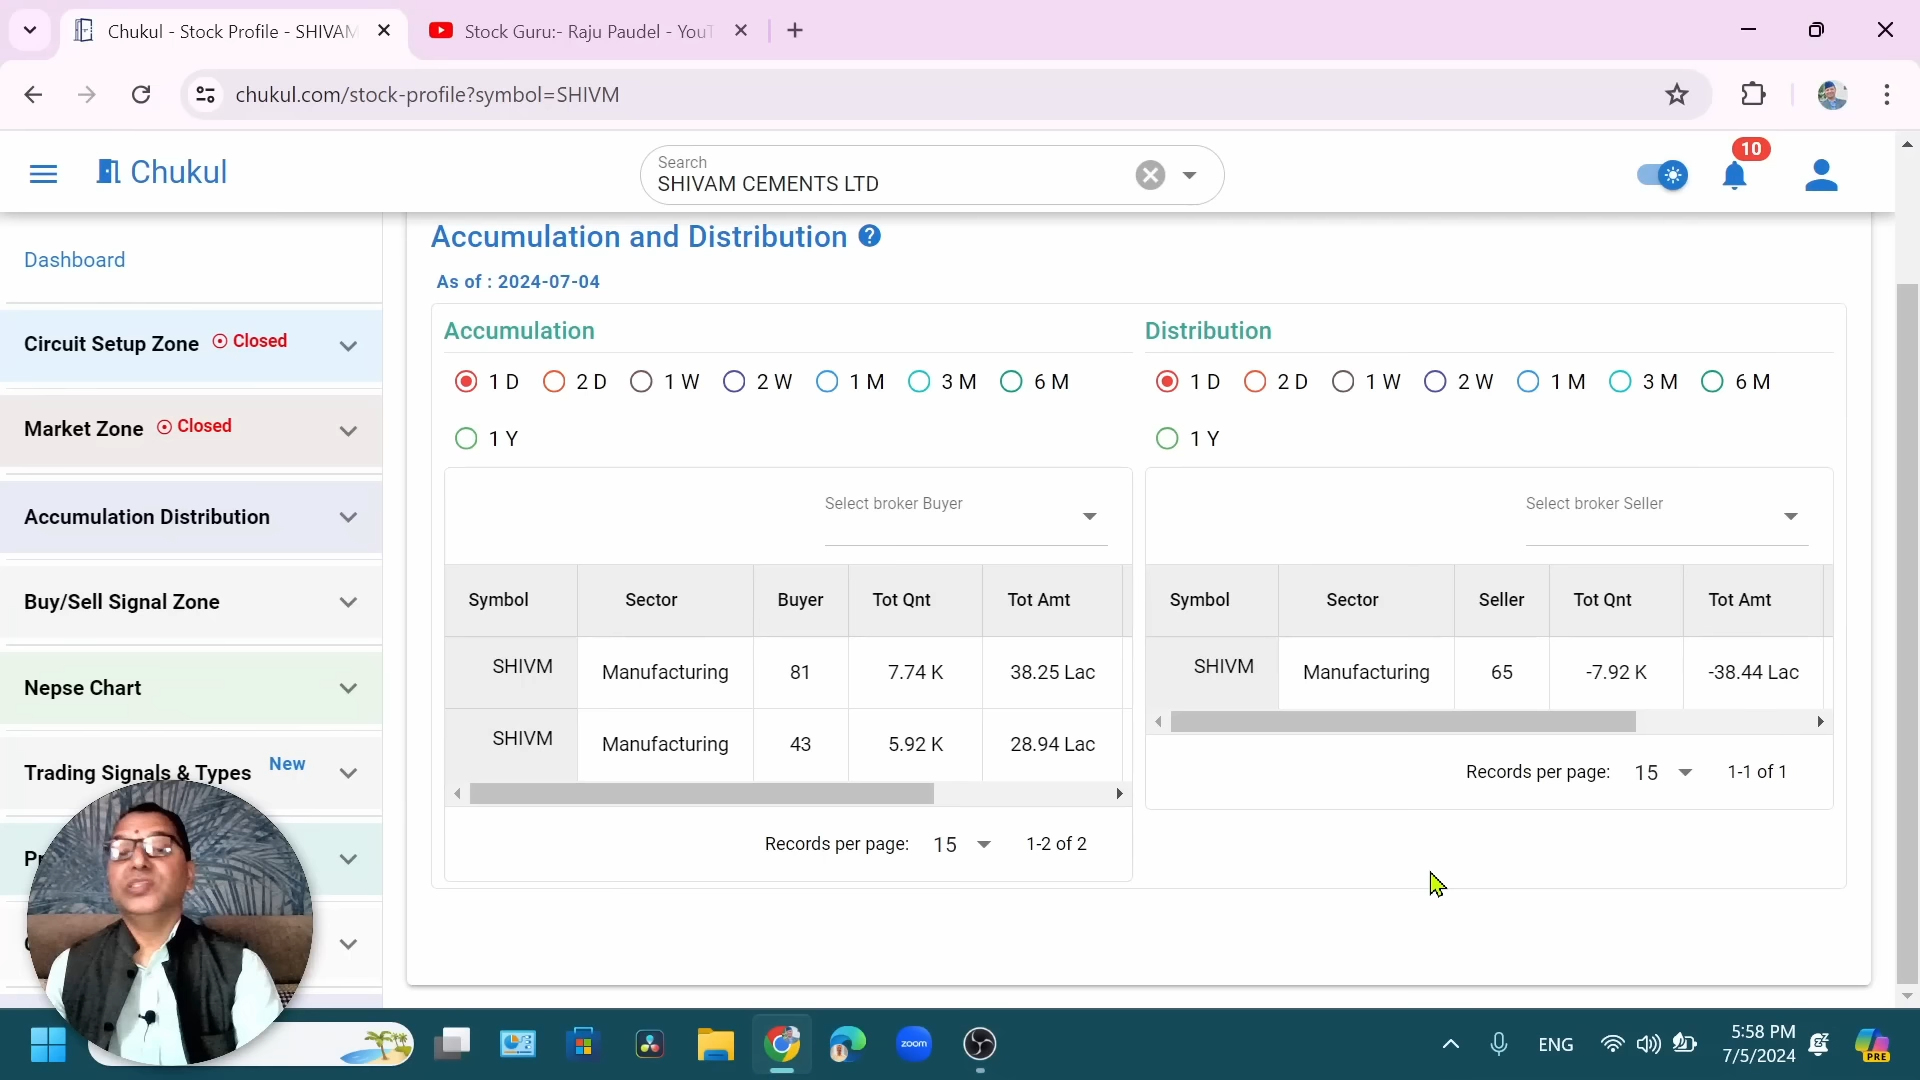 Chukul - Stock Profile - SHIVAM
Stock Guru:- Raju Paudel - YouT
chukul.com/stock-profile?symbol=SHIVM
Chukul
Search
SHIVAM CEMENTS LTD
10
Dashboard
Circuit Setup Zone Closed
Market Zone Closed
Accumulation Distribution
Buy/Sell Signal Zone
Nepse Chart
Trading Signals & Types New
Accumulation and Distribution
As of : 2024-07-04
Accumulation
1 D 2 D 1 W 2 W 1 M 3 M 6 M
1 Y
Select broker Buyer
Symbol Sector Buyer Tot Qnt Tot Amt
SHIVM Manufacturing 81 7.74 K 38.25 Lac
SHIVM Manufacturing 43 5.92 K 28.94 Lac
Records per page: 15 1-2 of 2
Distribution
1 D 2 D 1 W 2 W 1 M 3 M 6 M
1 Y
Select broker Seller
Symbol Sector Seller Tot Qnt Tot Amt
SHIVM Manufacturing 65 -7.92 K -38.44 Lac
Records per page: 15 1-1 of 1
zoom
ENG
5:58 PM
7/5/2024
PRE